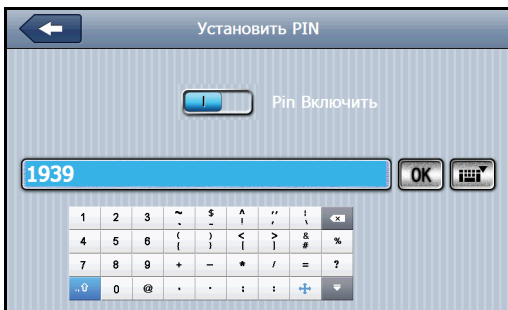 Установить PIN
Pin Включить
1939
OK
1 2 3 ~ $ ^ ,, ¦
4 5 6 ( ) < > & %
{ } [ ] #
7 8 9 + - * / = ?
0 @ . · ; :